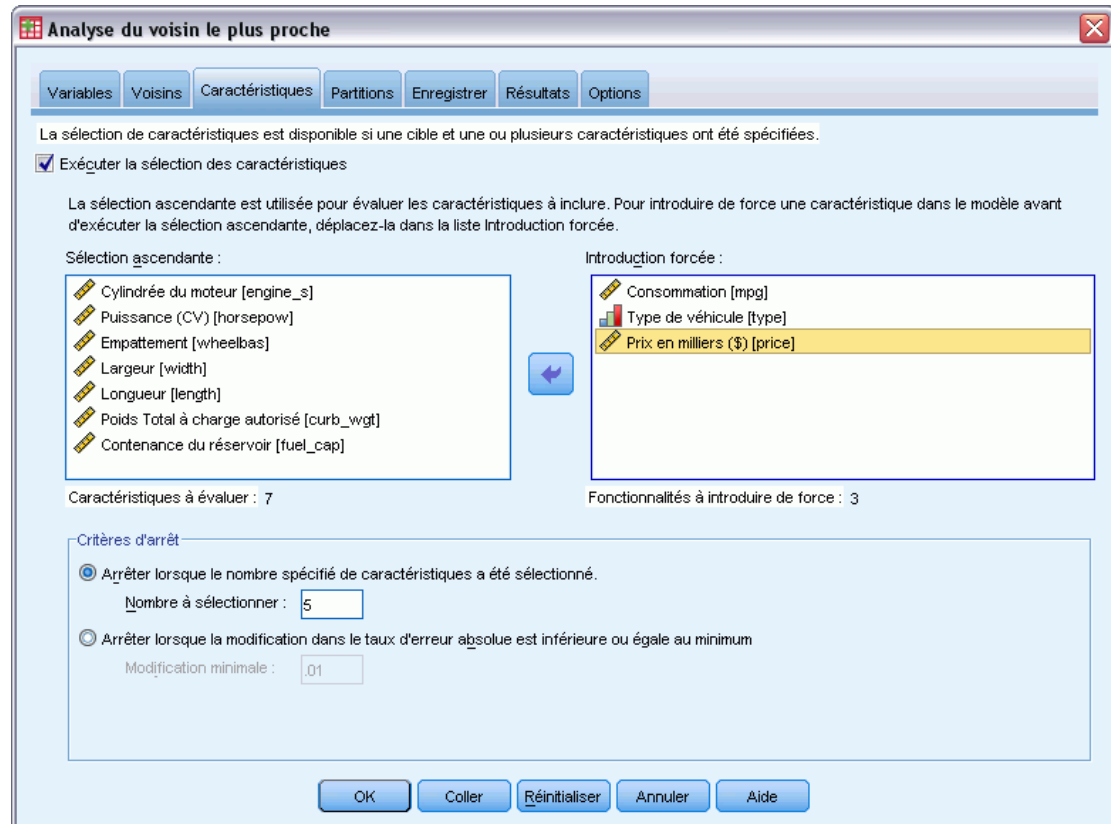 Analyse du voisin le plus proche
Variables Voisins Caractéristiques Partitions Enregistrer Résultats Options
La sélection de caractéristiques est disponible si une cible et une ou plusieurs caractéristiques ont été spécifiées.
Exécuter la sélection des caractéristiques
La sélection ascendante est utilisée pour évaluer les caractéristiques à inclure. Pour introduire de force une caractéristique dans le modèle avant
d'exécuter la sélection ascendante, déplacez-la dans la liste Introduction forcée.
Sélection ascendante :
Cylindrée du moteur [engine_s]
Puissance (CV) [horsepow]
Empattement [wheelbas]
Largeur [width]
Longueur [length]
Poids Total à charge autorisé [curb_wgt]
Contenance du réservoir [fuel_cap]
Caractéristiques à évaluer : 7
Introduction forcée :
Consommation [mpg]
Type de véhicule [type]
Prix en milliers ($) [price]
Fonctionnalités à introduire de force : 3
Critères d'arrêt
Arrêter lorsque le nombre spécifié de caractéristiques a été sélectionné.
Nombre à sélectionner : 5
Arrêter lorsque la modification dans le taux d'erreur absolue est inférieure ou égale au minimum
Modification minimale : .01
OK Coller Réinitialiser Annuler Aide